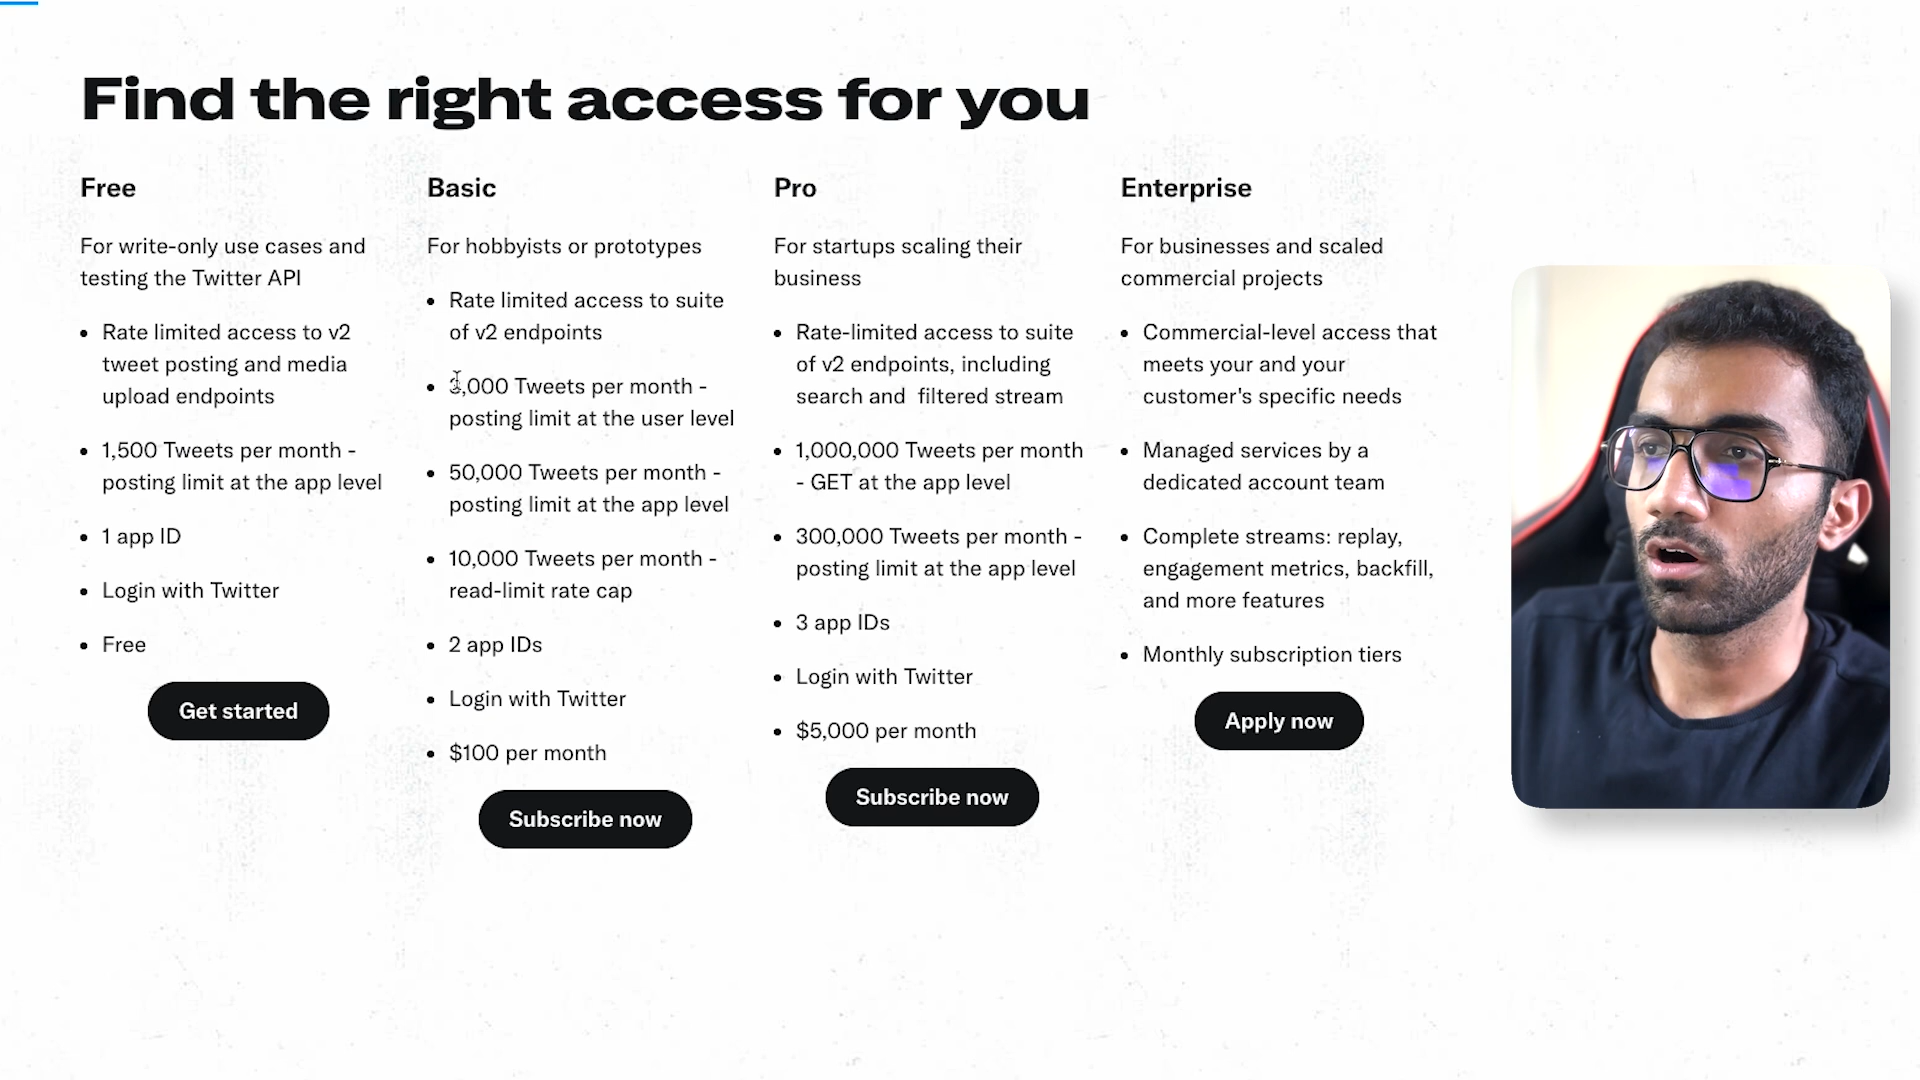 Find the right access for you
Free
For write-only use cases and
testing the Twitter API
• Rate limited access to v2
tweet posting and media
upload endpoints
• 1,500 Tweets per month -
posting limit at the app level
• 1 app ID
• Login with Twitter
• Free
Get started
Basic
For hobbyists or prototypes
• Rate limited access to suite
of v2 endpoints
• 3,000 Tweets per month -
posting limit at the user level
• 50,000 Tweets per month -
posting limit at the app level
• 10,000 Tweets per month -
read-limit rate cap
• 2 app IDs
• Login with Twitter
• $100 per month
Subscribe now
Pro
For startups scaling their
business
• Rate-limited access to suite
of v2 endpoints, including
search and  filtered stream
• 1,000,000 Tweets per month
- GET at the app level
• 300,000 Tweets per month -
posting limit at the app level
• 3 app IDs
• Login with Twitter
• $5,000 per month
Subscribe now
Enterprise
For businesses and scaled
commercial projects
• Commercial-level access that
meets your and your
customer's specific needs
• Managed services by a
dedicated account team
• Complete streams: replay,
engagement metrics, backfill,
and more features
• Monthly subscription tiers
Apply now